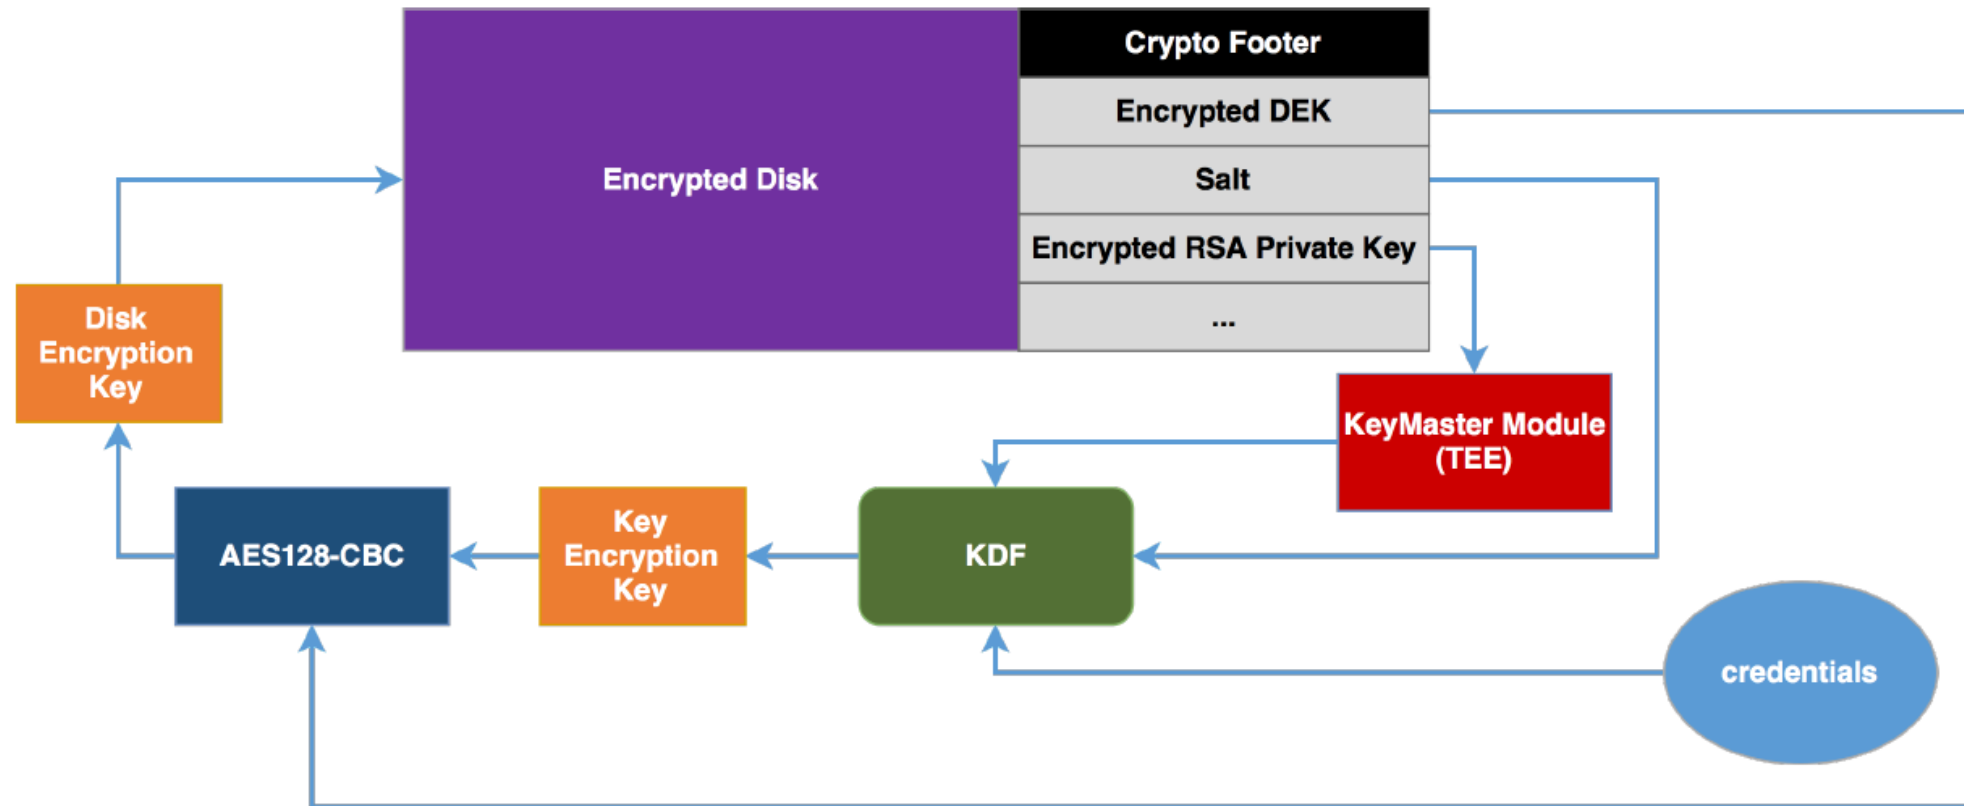 Crypto Footer
Encrypted DEK
Encrypted Disk
Salt
Encrypted RSA Private Key
...
Disk
Encryption
Key
KeyMaster Module
(TEE)
AES128-CBC
Key
Encryption
Key
KDF
credentials